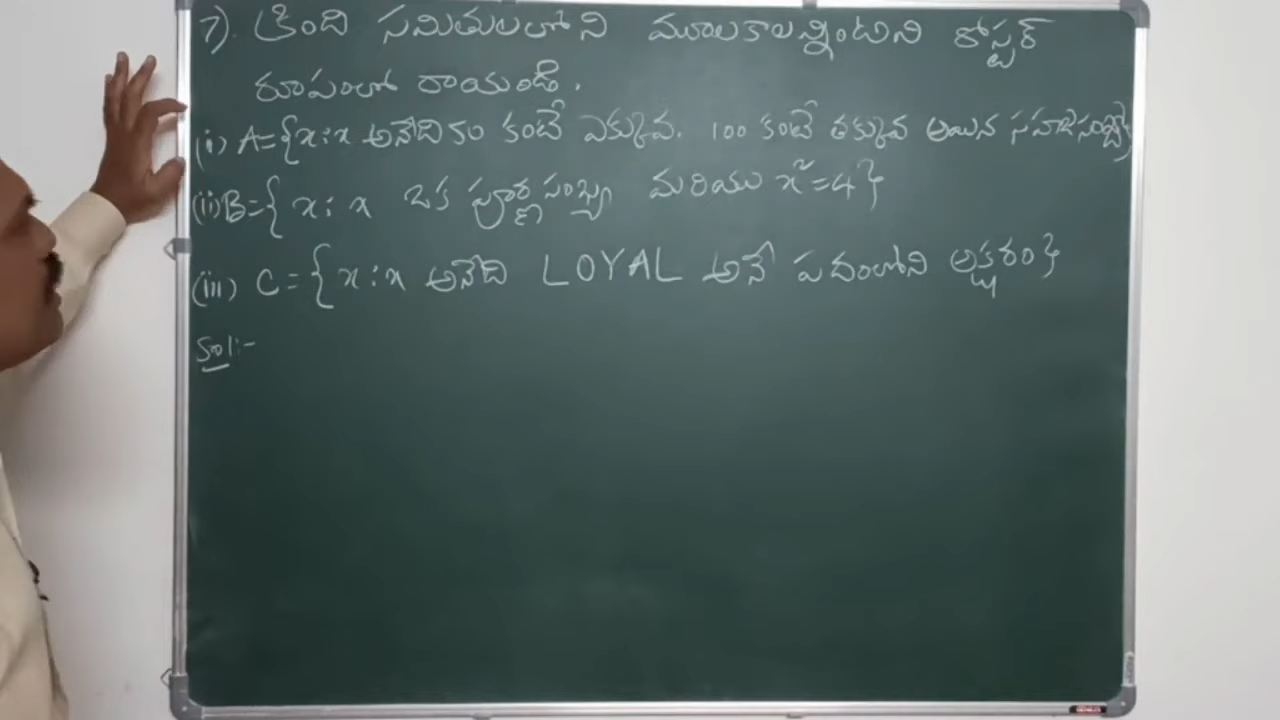 7). క్రింది సమితులలోని మూలకాలన్నింటిని రోస్టర్
రూపంలో రాయండి.
(i) A={x:x అనేది 50 కంటే ఎక్కువ. 100 కంటే తక్కువ అయిన సహజసంఖ్య}
(ii) B={x:x ఒక పూర్ణ సంఖ్య మరియు x²=4}
(iii) C={x:x అనేది LOYAL అనే పదంలోని అక్షరం}
Sol:-